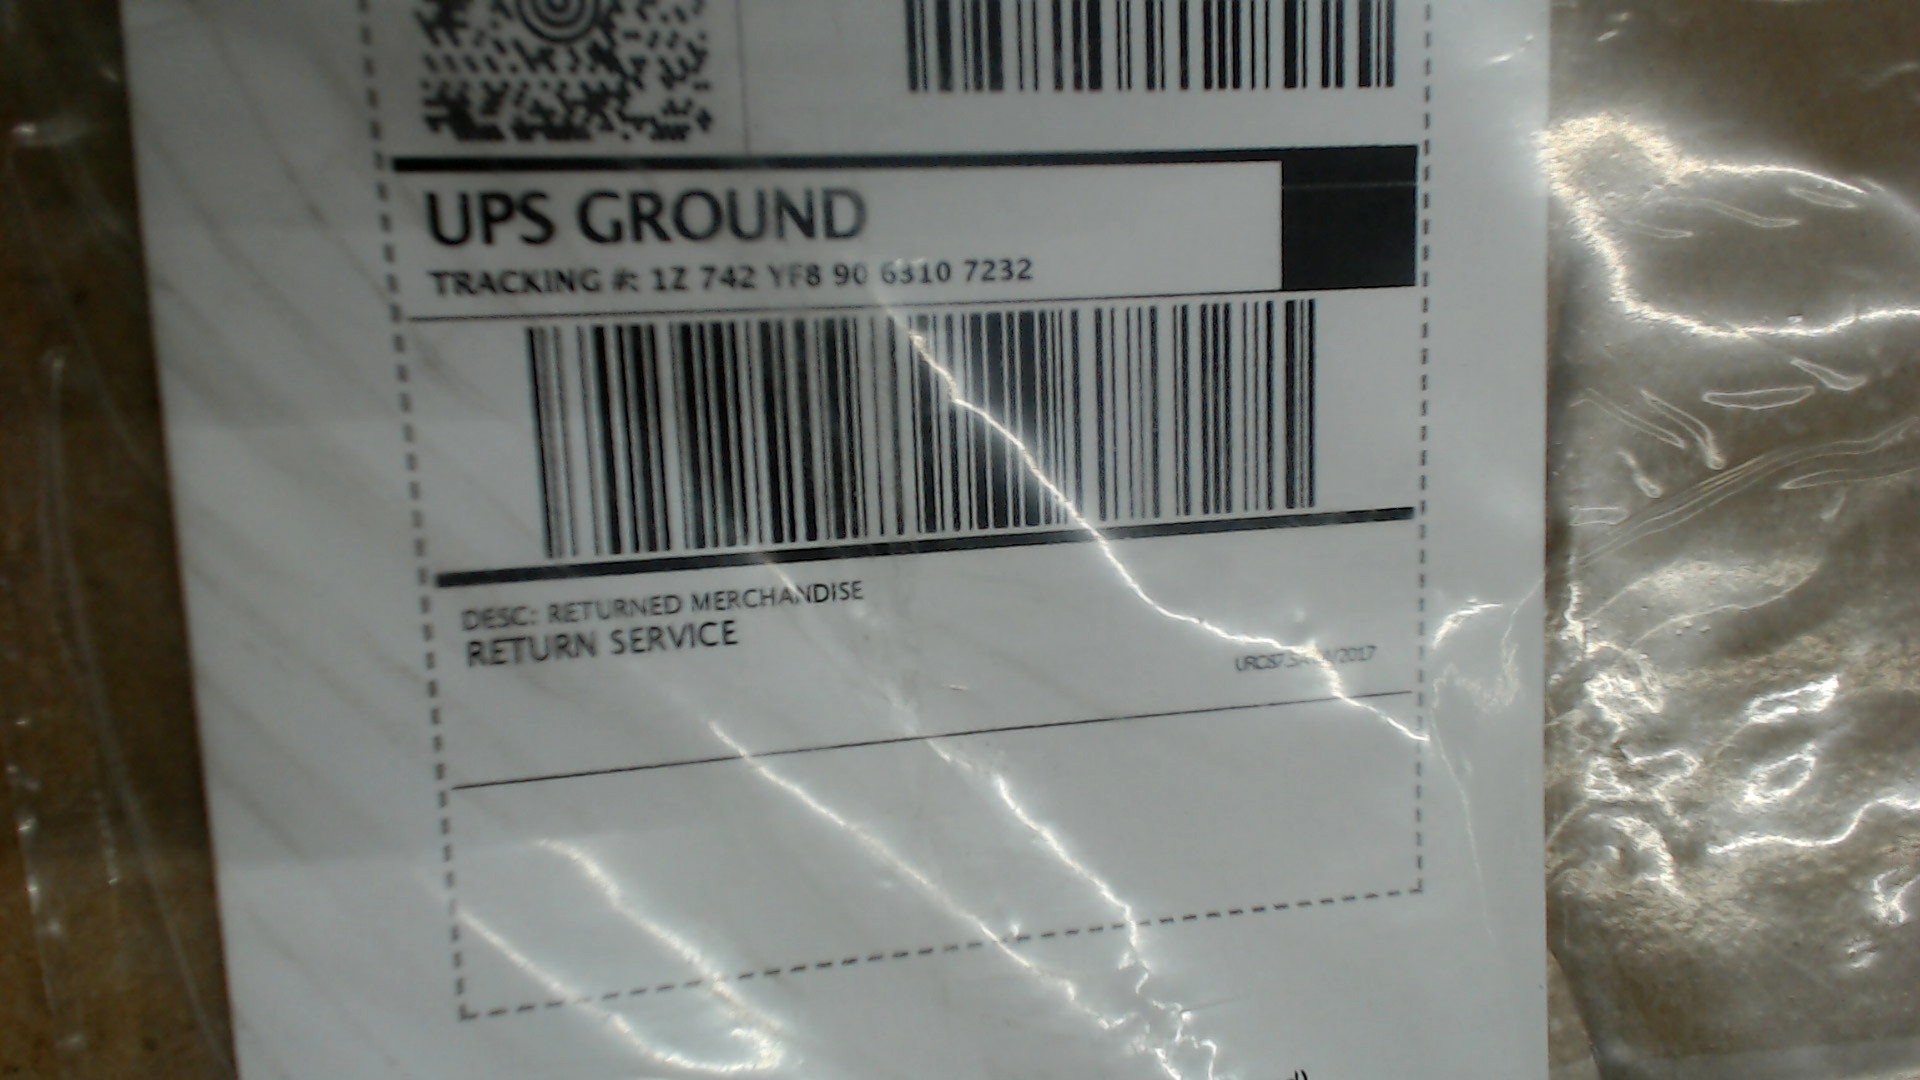 UPS GROUND
TRACKING #: 1Z 742 YF8 90 6310 7232
DESC: RETURNED MERCHANDISE
RETURN SERVICE